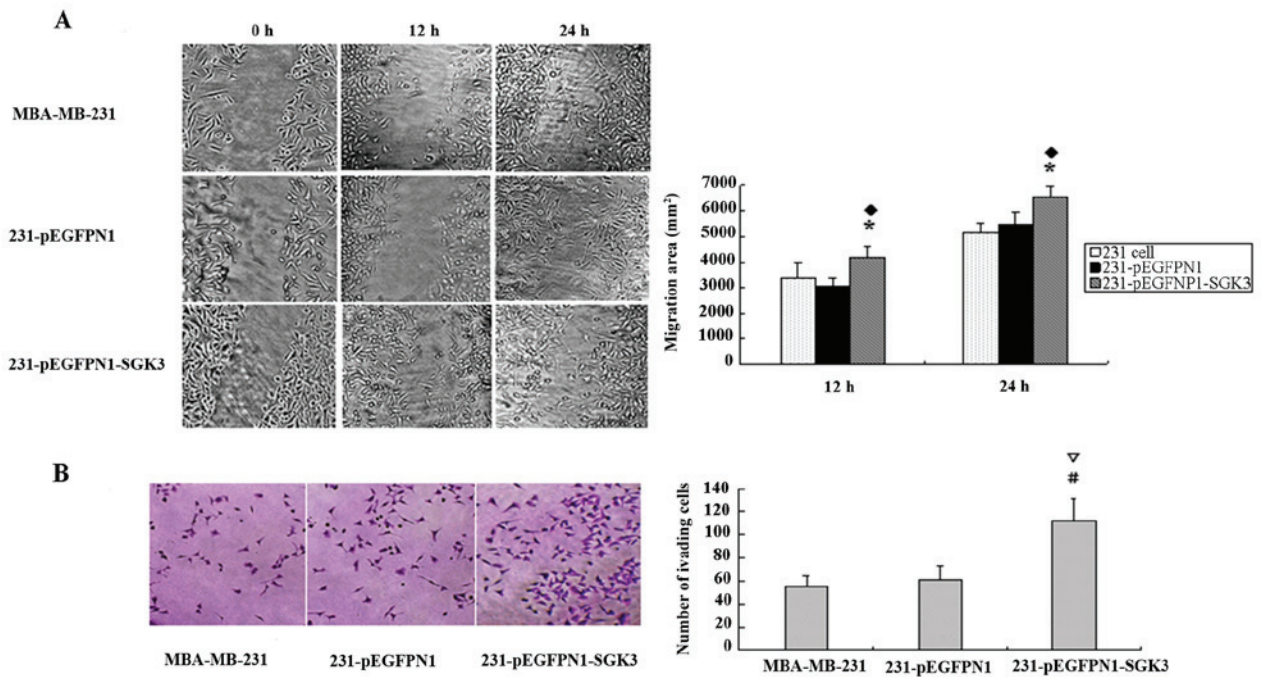 A
0 h 12 h 24 h
MBA-MB-231
231-pEGFPN1
231-pEGFPN1-SGK3
Migration area (mm²)
7000
6000
5000
4000
3000
2000
1000
0
◆
*
◆
*
12 h 24 h
231 cell
231-pEGFPN1
231-pEGFNP1-SGK3
B
MBA-MB-231 231-pEGFPN1 231-pEGFPN1-SGK3
Number of ivading cells
140
120
100
80
60
40
20
0
▽
#
MBA-MB-231 231-pEGFPN1 231-pEGFPN1-SGK3